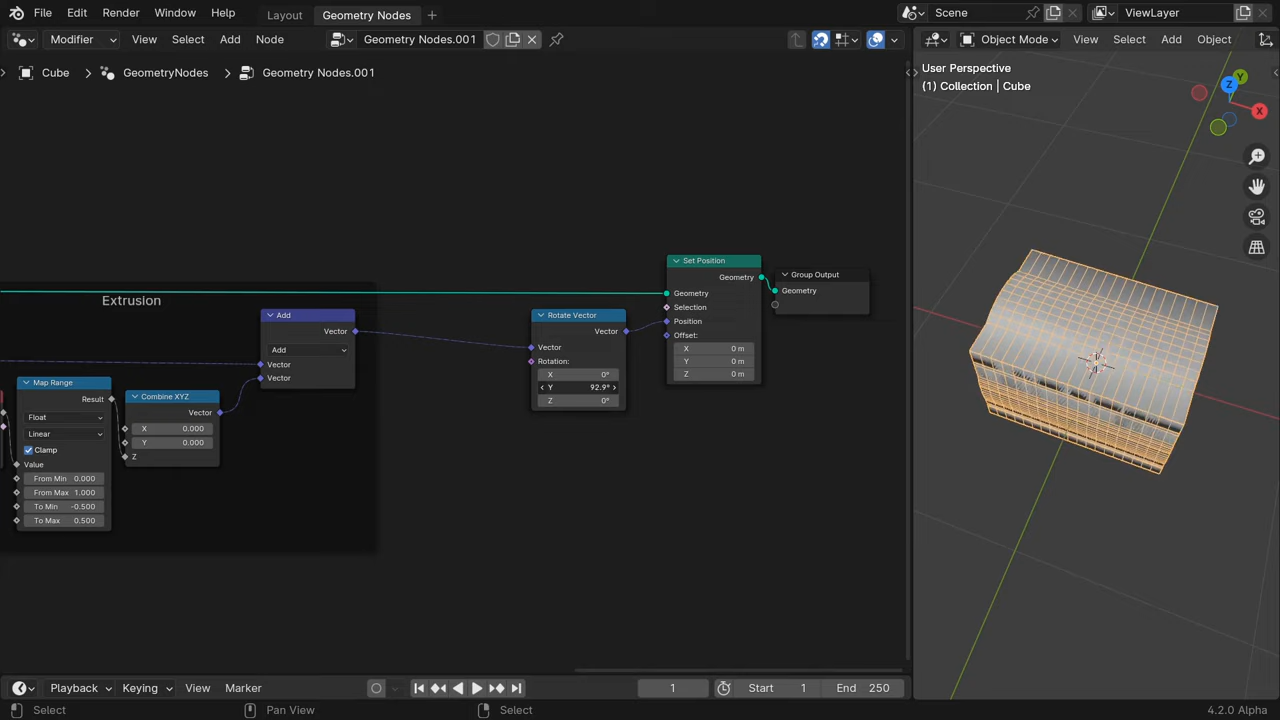 File Edit Render Window Help Layout Geometry Nodes + Scene ViewLayer
Modifier View Select Add Node Geometry Nodes.001 Object Mode View Select Add Object
Cube > GeometryNodes > Geometry Nodes.001
User Perspective
(1) Collection | Cube
Z Y X
Extrusion
Add
Vector
Add
Vector
Vector
Map Range
Result
Float
Linear
Clamp
Value
From Min 0.000
From Max 1.000
To Min -0.500
To Max 0.500
Combine XYZ
Vector
X 0.000
Y 0.000
Z
Rotate Vector
Vector
Vector
Rotation:
X 0°
Y 92.9°
Z 0°
Set Position
Geometry
Geometry
Selection
Position
Offset:
X 0 m
Y 0 m
Z 0 m
Group Output
Geometry
Playback Keying View Marker 1 Start 1 End 250
Select Pan View Select 4.2.0 Alpha